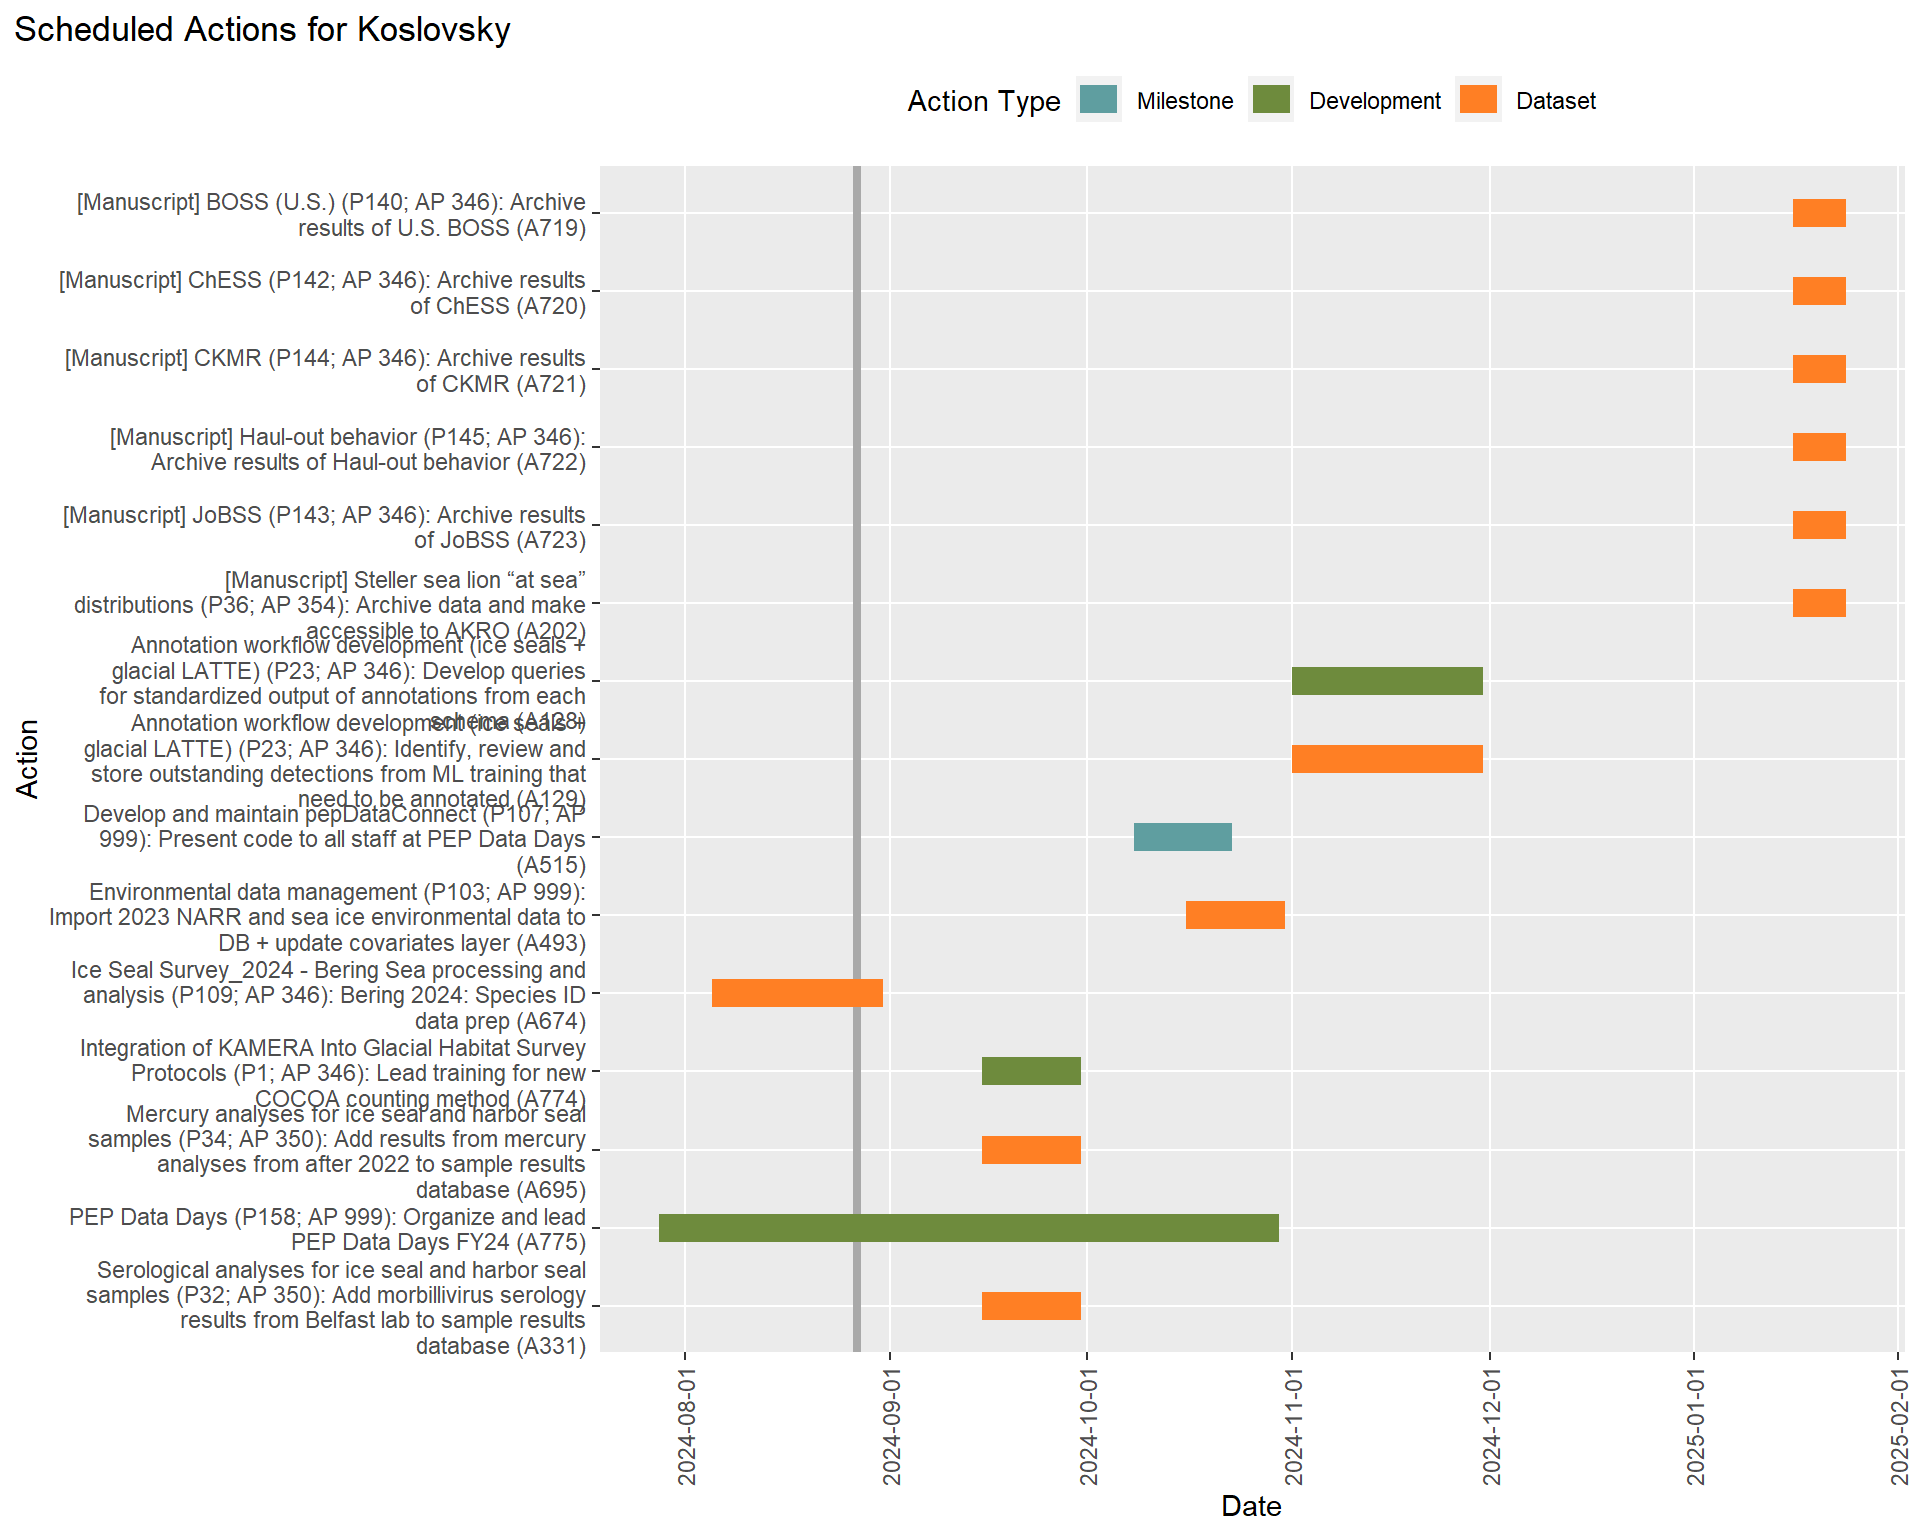 Scheduled Actions for Koslovsky
Action Type
Milestone
Development
Dataset
[Manuscript] BOSS (U.S.) (P140; AP 346): Archive
results of U.S. BOSS (A719)
[Manuscript] ChESS (P142; AP 346): Archive results
of ChESS (A720)
[Manuscript] CKMR (P144; AP 346): Archive results
of CKMR (A721)
[Manuscript] Haul-out behavior (P145; AP 346):
Archive results of Haul-out behavior (A722)
[Manuscript] JoBSS (P143; AP 346): Archive results
of JoBSS (A723)
[Manuscript] Steller sea lion “at sea”
distributions (P36; AP 354): Archive data and make
accessible to AKRO (A202)
Annotation workflow development (ice seals +
glacial LATTE) (P23; AP 346): Develop queries
for standardized output of annotations from each
schema (A128)
Annotation workflow development (ice seals +
glacial LATTE) (P23; AP 346): Identify, review and
store outstanding detections from ML training that
need to be annotated (A129)
Develop and maintain pepDataConnect (P107; AP
999): Present code to all staff at PEP Data Days
(A515)
Environmental data management (P103; AP 999):
Import 2023 NARR and sea ice environmental data to
DB + update covariates layer (A493)
Ice Seal Survey_2024 - Bering Sea processing and
analysis (P109; AP 346): Bering 2024: Species ID
data prep (A674)
Integration of KAMERA Into Glacial Habitat Survey
Protocols (P1; AP 346): Lead training for new
COCOA counting method (A774)
Mercury analyses for ice seal and harbor seal
samples (P34; AP 350): Add results from mercury
analyses from after 2022 to sample results
database (A695)
PEP Data Days (P158; AP 999): Organize and lead
PEP Data Days FY24 (A775)
Serological analyses for ice seal and harbor seal
samples (P32; AP 350): Add morbillivirus serology
results from Belfast lab to sample results
database (A331)
Action
2024-08-01
2024-09-01
2024-10-01
2024-11-01
2024-12-01
2025-01-01
2025-02-01
Date